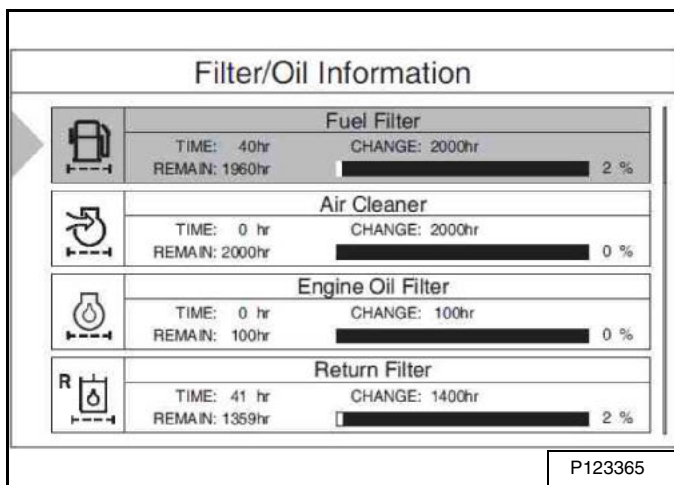 Filter/Oil Information
Fuel Filter
TIME: 40hr CHANGE: 2000hr
REMAIN: 1960hr 2 %
Air Cleaner
TIME: 0 hr CHANGE: 2000hr
REMAIN: 2000hr 0 %
Engine Oil Filter
TIME: 0 hr CHANGE: 100hr
REMAIN: 100hr 0 %
R
Return Filter
TIME: 41 hr CHANGE: 1400hr
REMAIN: 1359hr 2 %
P123365